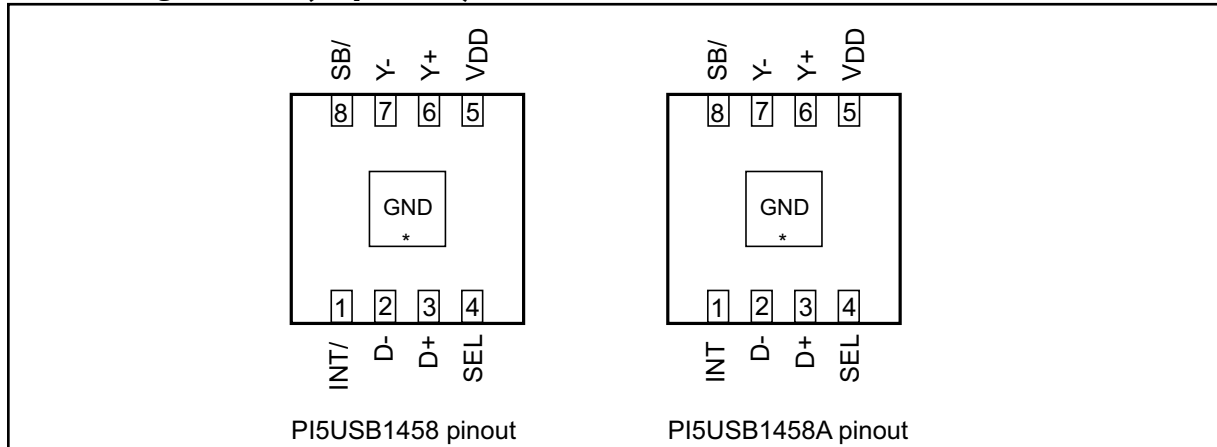 SB/ Y- Y+ VDD SB/ Y- Y+ VDD
8 7 6 5 8 7 6 5
GND GND
* *
1 2 3 4 1 2 3 4
INT/ D- D+ SEL INT D- D+ SEL
PI5USB1458 pinout PI5USB1458A pinout